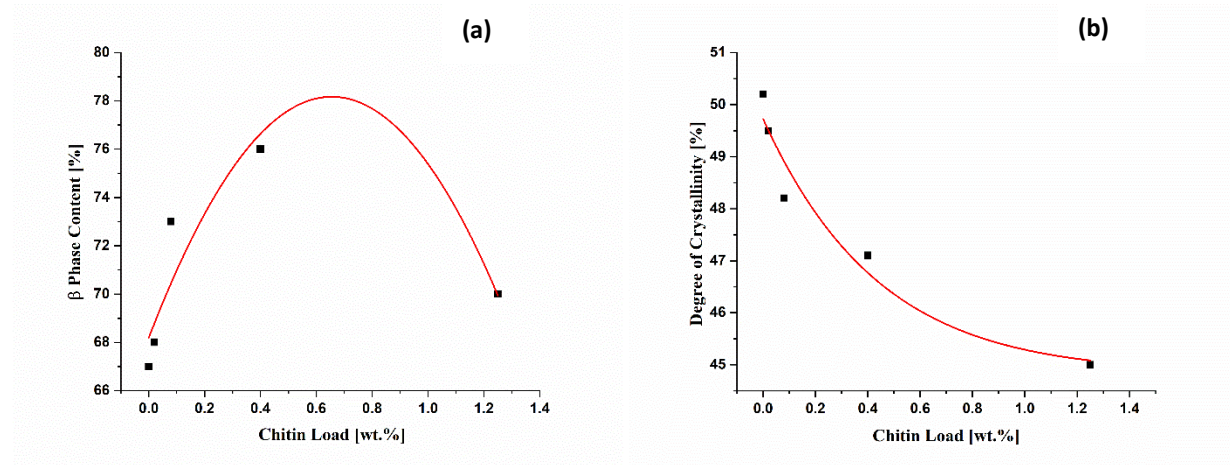 (a)
80
78
76
74
72
70
68
66
β Phase Content [%]
0.0 0.2 0.4 0.6 0.8 1.0 1.2 1.4
Chitin Load [wt.%]
(b)
51
50
49
48
47
46
45
Degree of Crystallinity [%]
0.0 0.2 0.4 0.6 0.8 1.0 1.2 1.4
Chitin Load [wt.%]